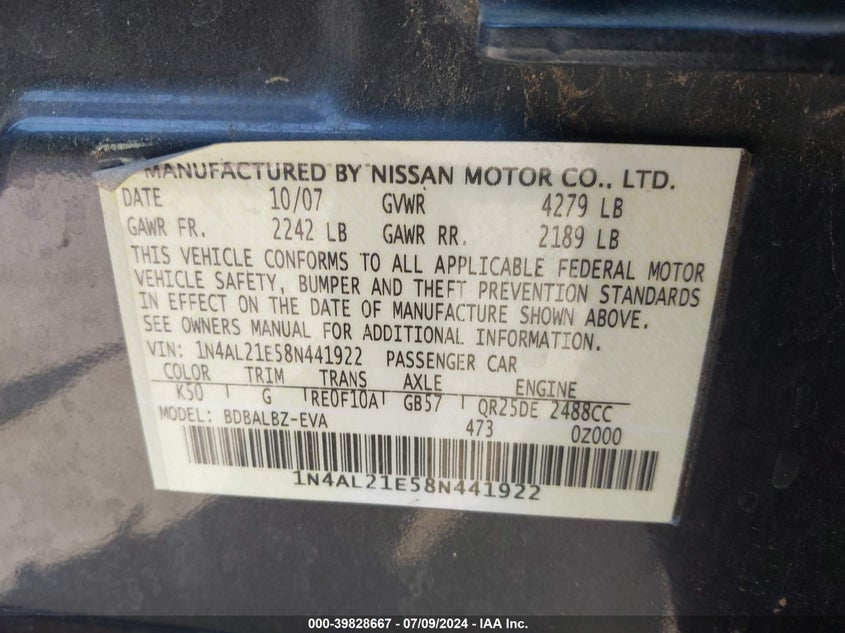 MANUFACTURED BY NISSAN MOTOR CO., LTD.
DATE 10/07 GVWR 4279 LB
GAWR FR. 2242 LB GAWR RR. 2189 LB
THIS VEHICLE CONFORMS TO ALL APPLICABLE FEDERAL MOTOR
VEHICLE SAFETY, BUMPER AND THEFT PREVENTION STANDARDS
IN EFFECT ON THE DATE OF MANUFACTURE SHOWN ABOVE.
SEE OWNERS MANUAL FOR ADDITIONAL INFORMATION.
VIN: 1N4AL21E58N441922 PASSENGER CAR
COLOR TRIM TRANS AXLE ENGINE
K50 G RE0F10A GB57 QR25DE 2488CC
MODEL: BDBALBZ-EVA 473 0Z000
1N4AL21E58N441922
000-39828667 - 07/09/2024 - IAA Inc.